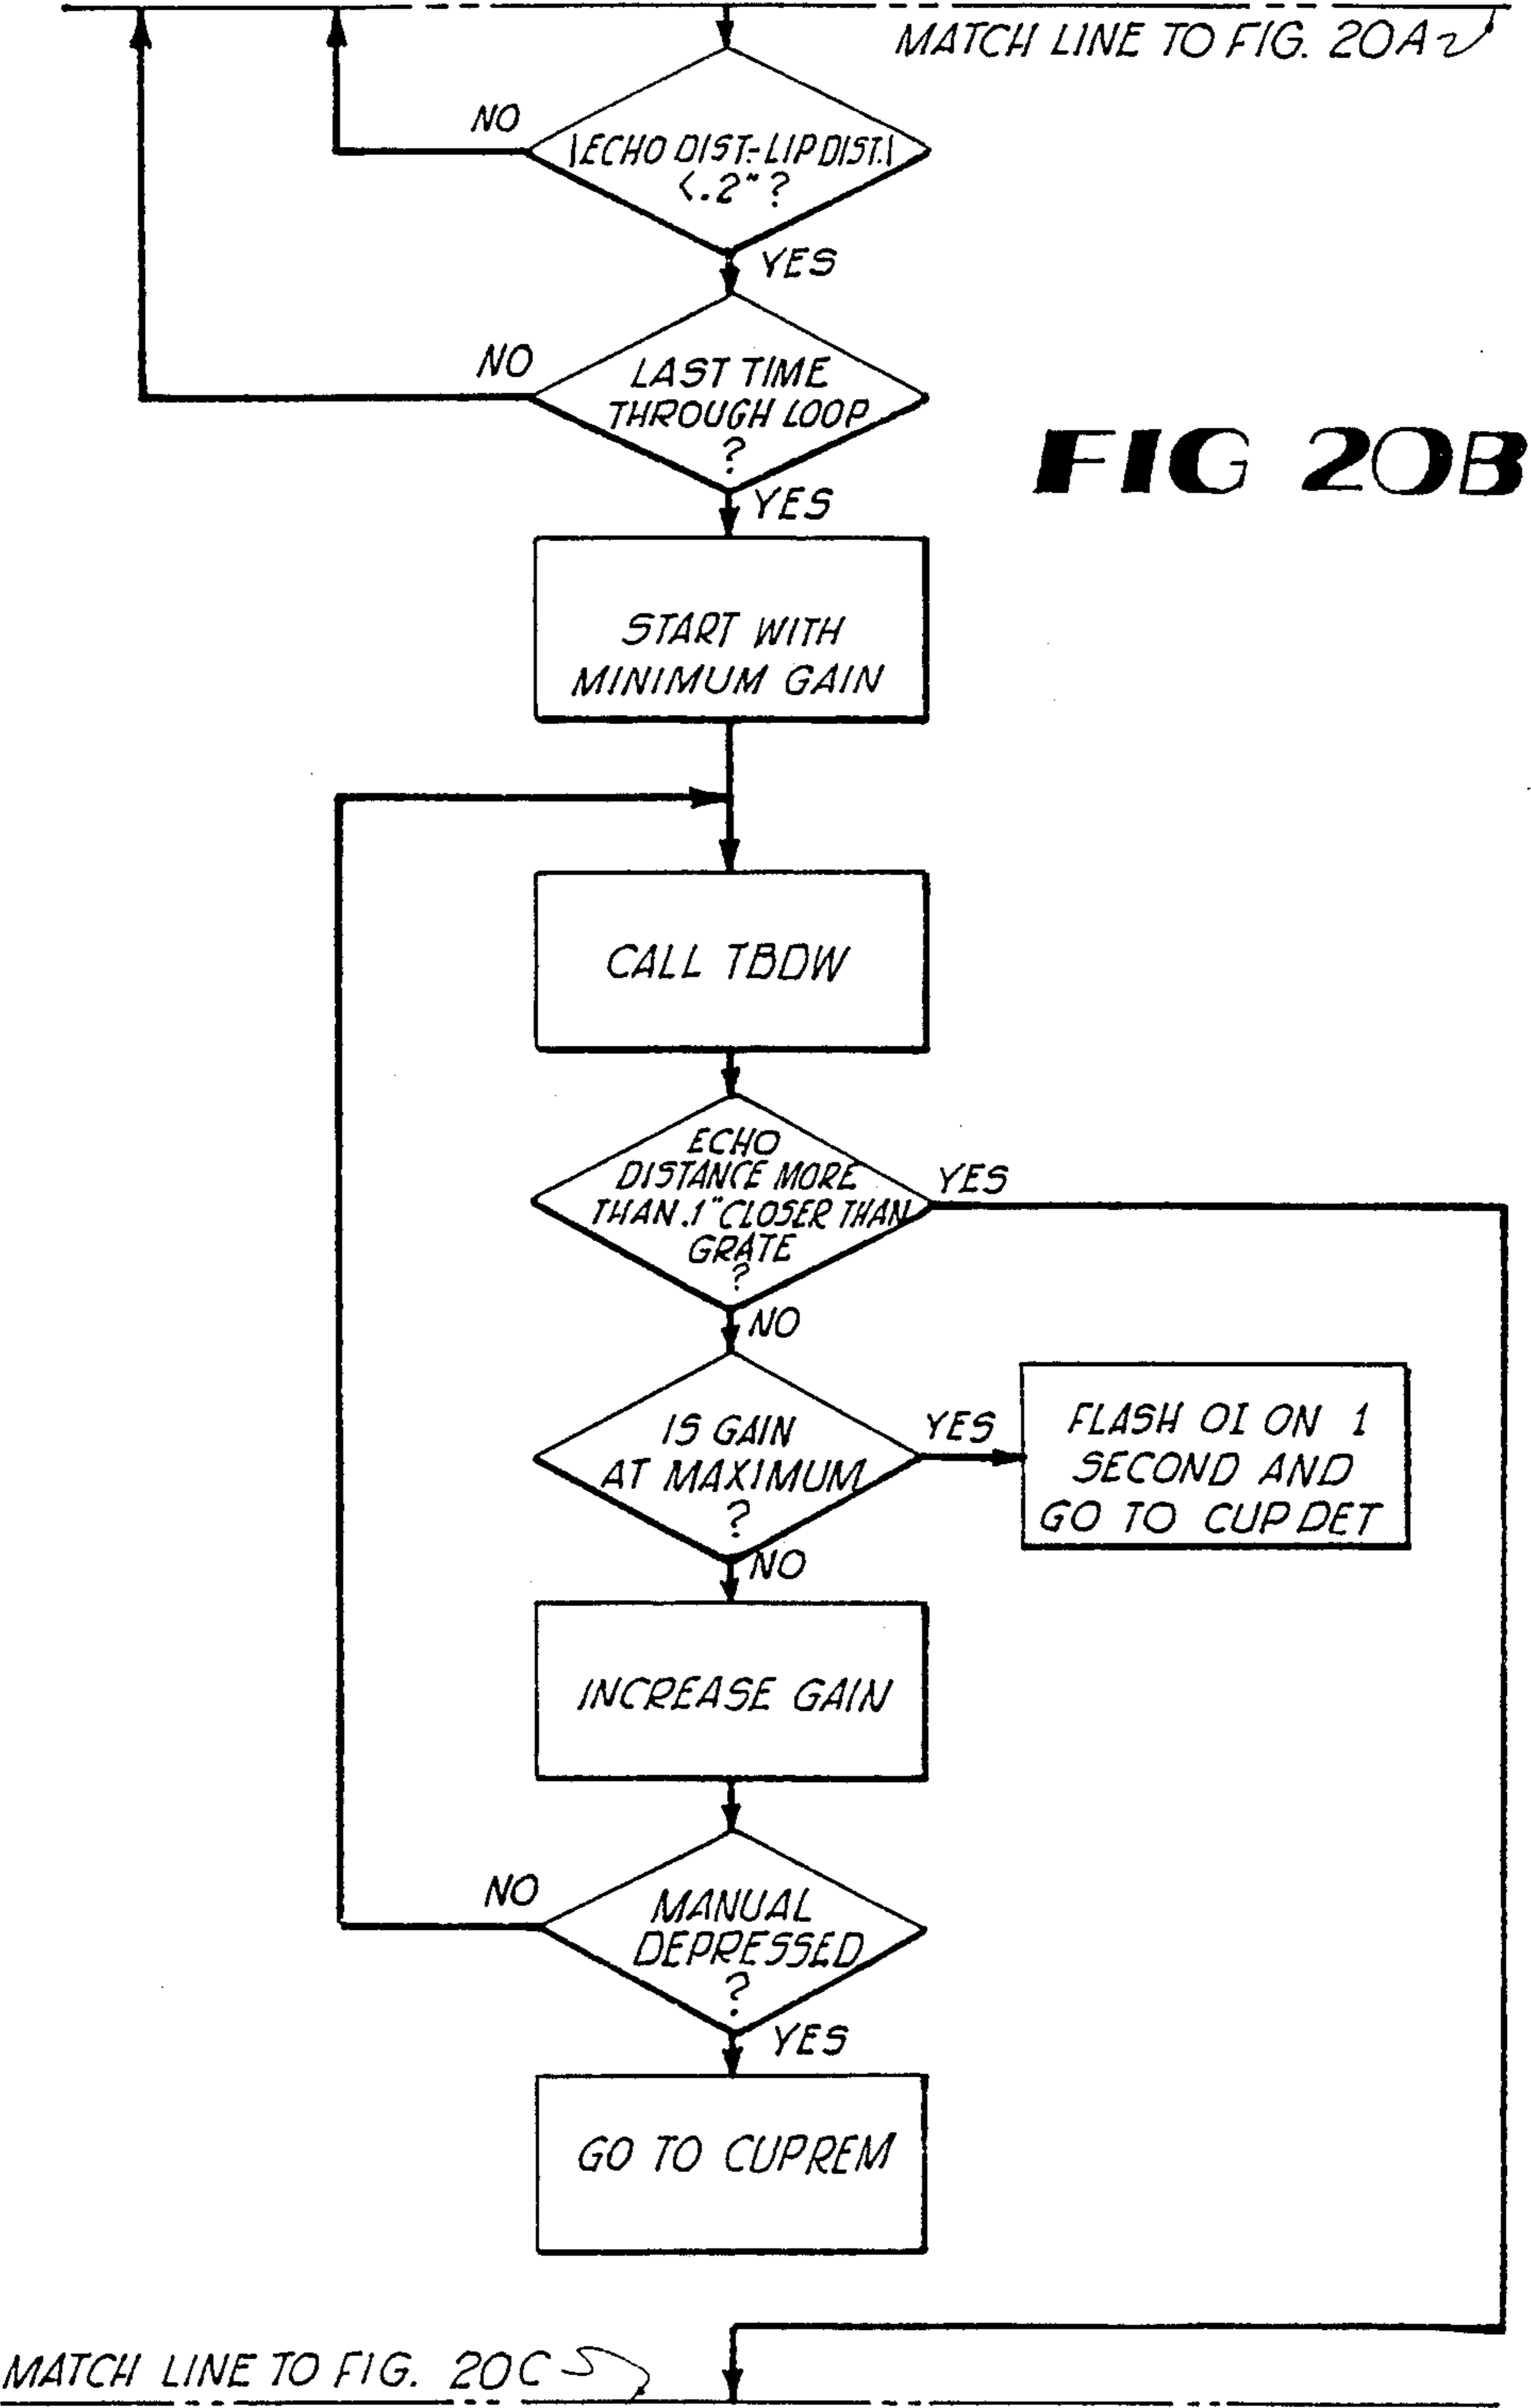 MATCH LINE TO FIG. 20A
NO
|ECHO DIST.-LIP DIST.|
<.2" ?
YES
NO
LAST TIME
THROUGH LOOP
?
FIG 20B
YES
START WITH
MINIMUM GAIN
CALL TBDW
ECHO
DISTANCE MORE
THAN .1" CLOSER THAN
GRATE
?
YES
NO
IS GAIN
AT MAXIMUM
?
YES
FLASH OI ON 1
SECOND AND
GO TO CUP DET
NO
INCREASE GAIN
NO
MANUAL
DEPRESSED
?
YES
GO TO CUPREM
MATCH LINE TO FIG. 20C